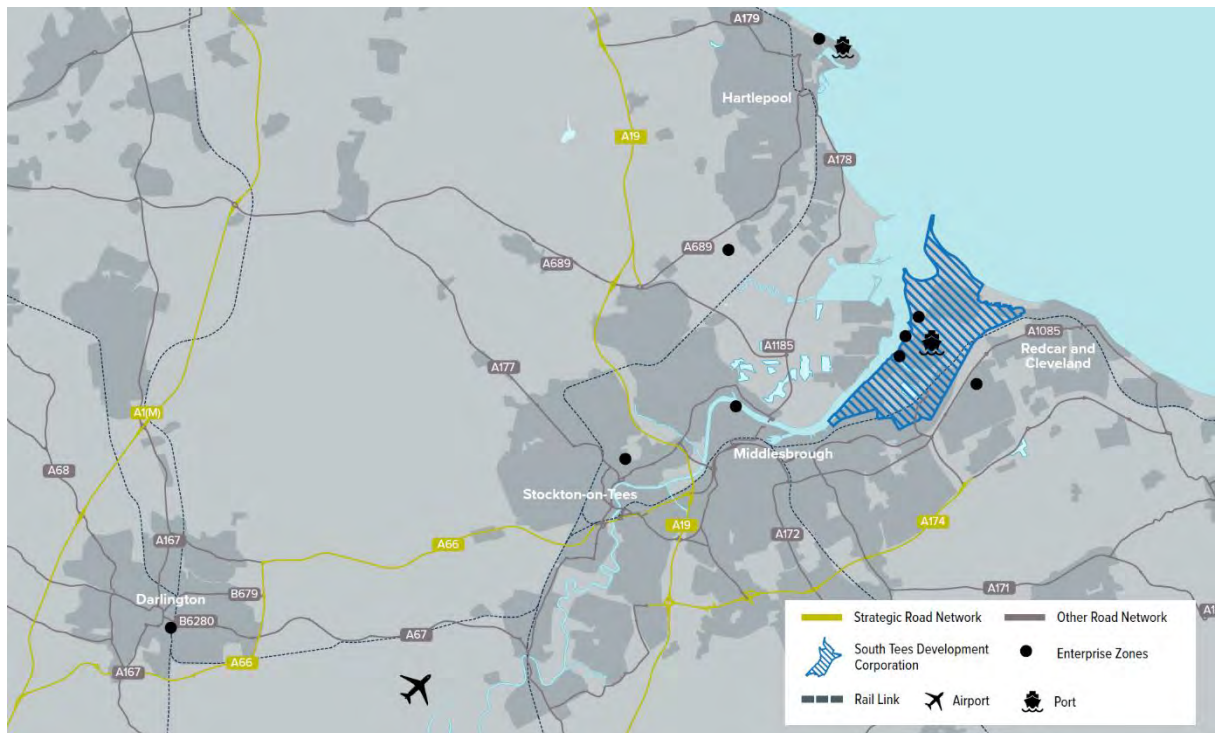 A179
Hartlepool
A19
A178
A689
A689
A1185
A1085
Redcar and
Cleveland
A177
A1(M)
A68
Middlesbrough
Stockton-on-Tees
A19
A172
A174
A167
A66
B679
Darlington
B6280
A67
A66
A167
A171
A1
Strategic Road Network
Other Road Network
South Tees Development
Corporation
Enterprise Zones
Rail Link
Airport
Port